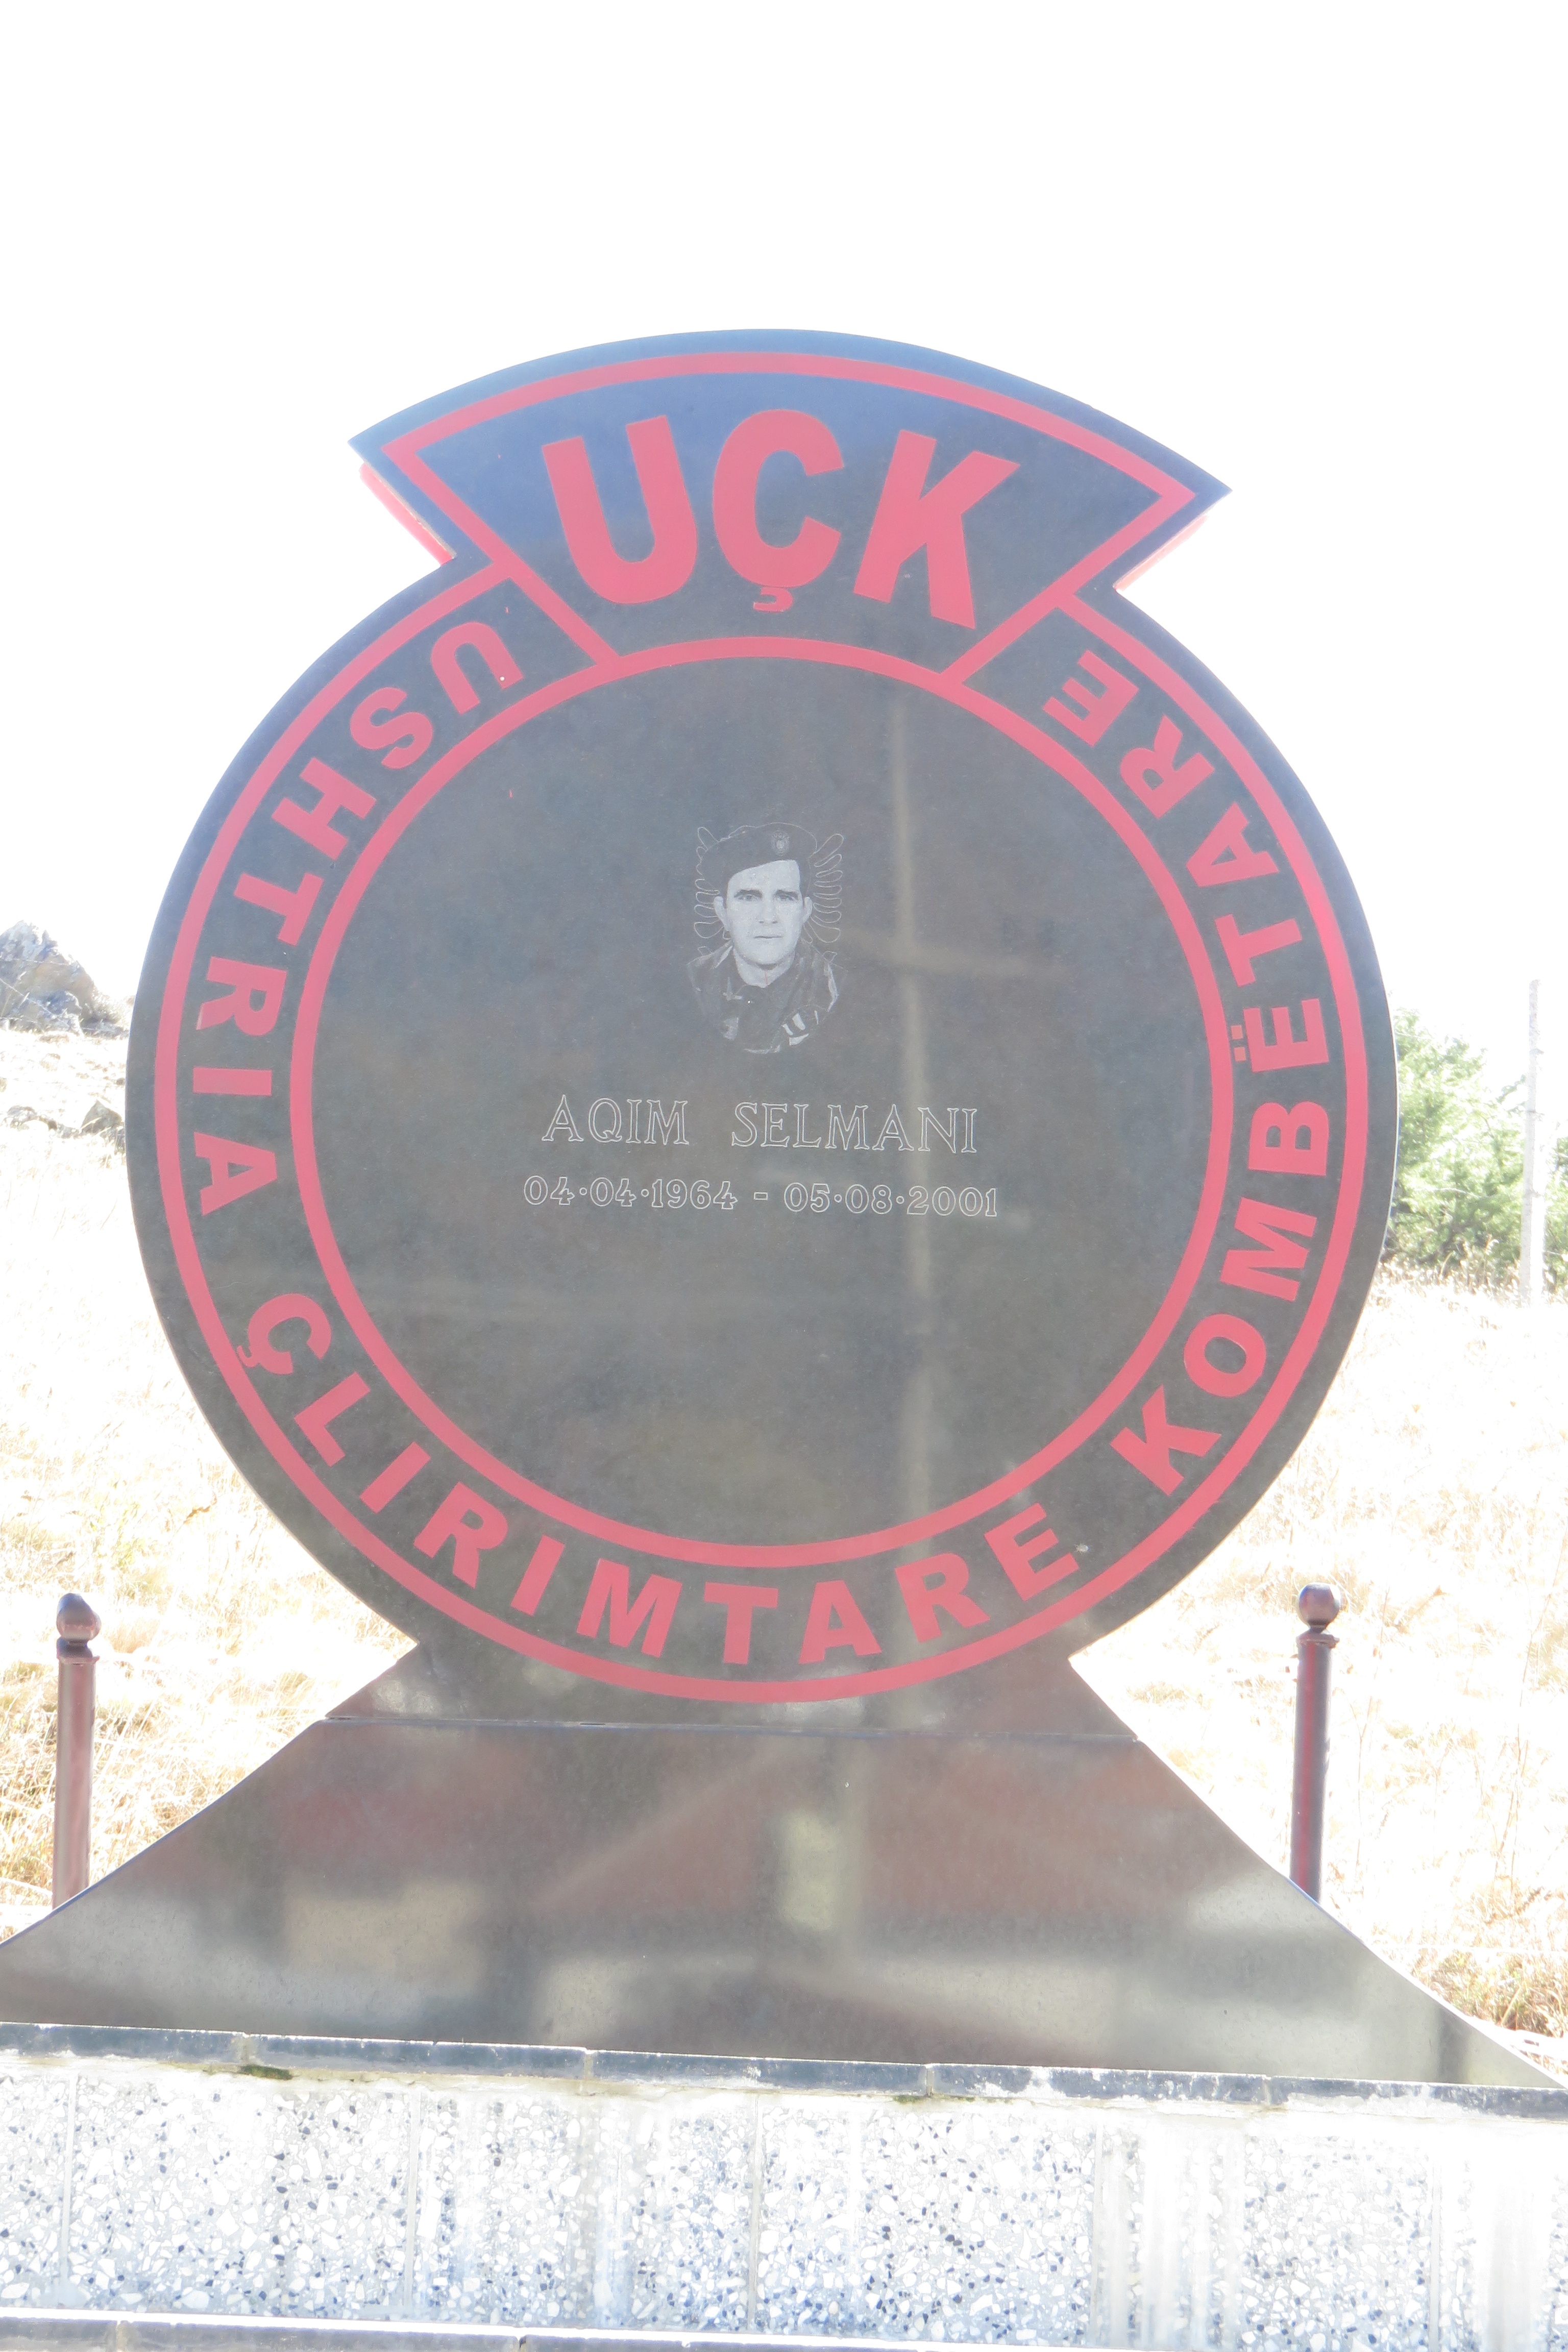 UÇK
USHTRIA ÇLIRIMTARE KOMBËTARE
AQIM SELMANI
04·04·1964 - 05·08·2001